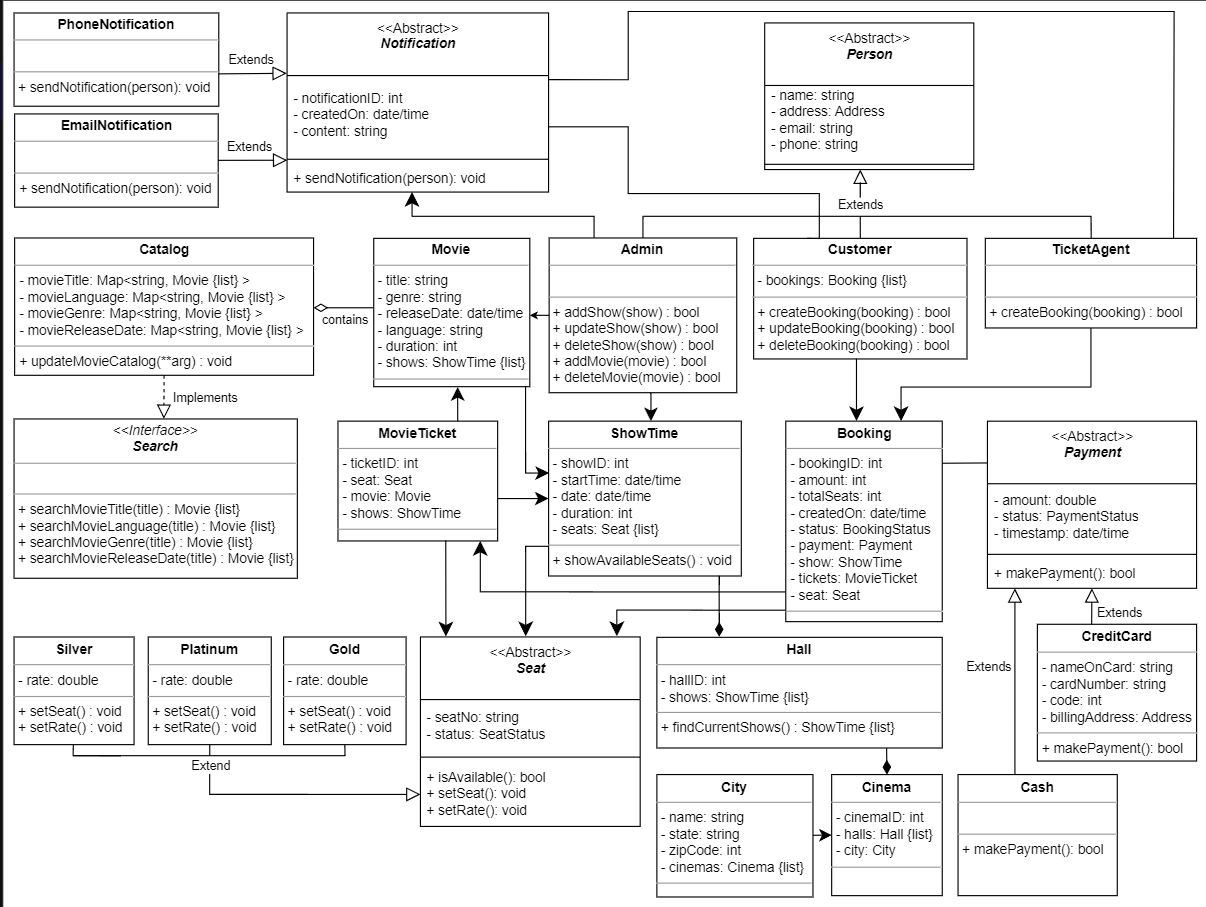 PhoneNotification
+ sendNotification(person): void
EmailNotification
+ sendNotification(person): void
Extends
Extends
<<Abstract>>
Notification
- notificationID: int
- createdOn: date/time
- content: string
+ sendNotification(person): void
<<Abstract>>
Person
- name: string
- address: Address
- email: string
- phone: string
Extends
Catalog
- movieTitle: Map<string, Movie {list} >
- movieLanguage: Map<string, Movie {list} >
- movieGenre: Map<string, Movie {list} >
- movieReleaseDate: Map<string, Movie {list} >
+ updateMovieCatalog(**arg) : void
contains
Movie
- title: string
- genre: string
- releaseDate: date/time
- language: string
- duration: int
- shows: ShowTime {list}
Admin
+ addShow(show) : bool
+ updateShow(show) : bool
+ deleteShow(show) : bool
+ addMovie(movie) : bool
+ deleteMovie(movie) : bool
Customer
- bookings: Booking {list}
+ createBooking(booking) : bool
+ updateBooking(booking) : bool
+ deleteBooking(booking) : bool
TicketAgent
+ createBooking(booking) : bool
Implements
<<Interface>>
Search
+ searchMovieTitle(title) : Movie {list}
+ searchMovieLanguage(title) : Movie {list}
+ searchMovieGenre(title) : Movie {list}
+ searchMovieReleaseDate(title) : Movie {list}
MovieTicket
- ticketID: int
- seat: Seat
- movie: Movie
- shows: ShowTime
ShowTime
- showID: int
- startTime: date/time
- date: date/time
- duration: int
- seats: Seat {list}
+ showAvailableSeats() : void
Booking
- bookingID: int
- amount: int
- totalSeats: int
- createdOn: date/time
- status: BookingStatus
- payment: Payment
- show: ShowTime
- tickets: MovieTicket
- seat: Seat
<<Abstract>>
Payment
- amount: double
- status: PaymentStatus
- timestamp: date/time
+ makePayment(): bool
Extends
Extends
Silver
- rate: double
+ setSeat() : void
+ setRate() : void
Platinum
- rate: double
+ setSeat() : void
+ setRate() : void
Gold
- rate: double
+ setSeat() : void
+ setRate() : void
Extend
<<Abstract>>
Seat
- seatNo: string
- status: SeatStatus
+ isAvailable(): bool
+ setSeat(): void
+ setRate(): void
Hall
- hallID: int
- shows: ShowTime {list}
+ findCurrentShows() : ShowTime {list}
CreditCard
- nameOnCard: string
- cardNumber: string
- code: int
- billingAddress: Address
+ makePayment(): bool
City
- name: string
- state: string
- zipCode: int
- cinemas: Cinema {list}
Cinema
- cinemaID: int
- halls: Hall {list}
- city: City
Cash
+ makePayment(): bool